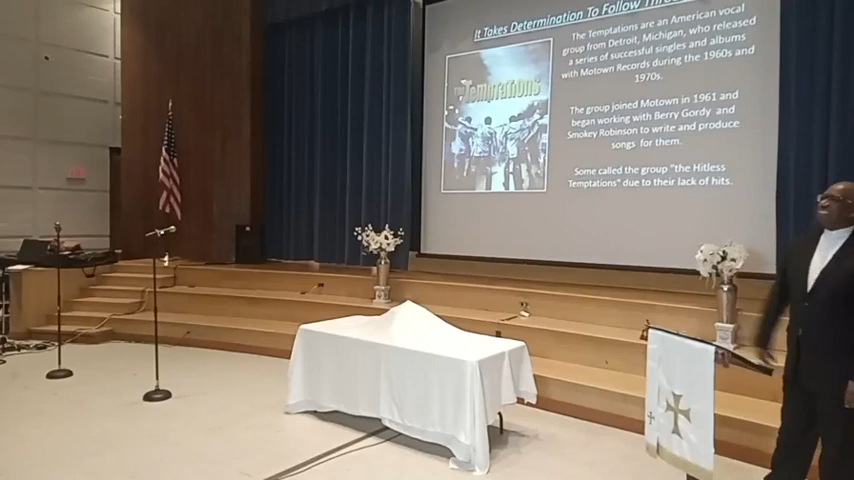 It Takes Determination To Follow Thro
The Temptations are an American vocal
group from Detroit, Michigan, who released
a series of successful singles and albums
with Motown Records during the 1960s and
1970s.
The Temptations
The group joined Motown in 1961 and
began working with Berry Gordy and
Smokey Robinson to write and produce
songs for them.
Some called the group "the Hitless
Temptations" due to their lack of hits.